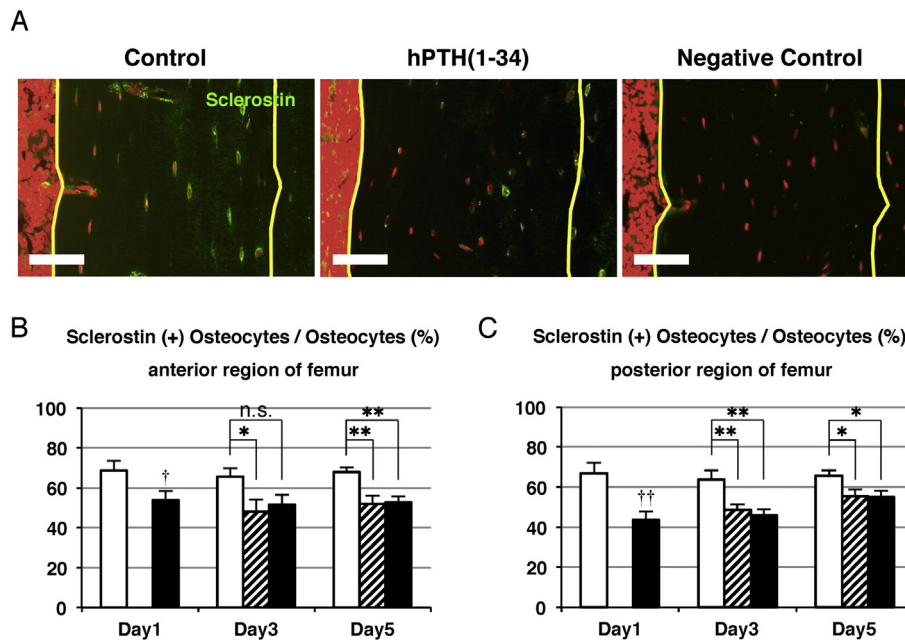 A
Control
hPTH(1-34)
Negative Control
Sclerostin
B
Sclerostin (+) Osteocytes / Osteocytes (%)
anterior region of femur
100
80
60
40
20
0
†
n.s.
*
**
**
Day1
Day3
Day5
C
Sclerostin (+) Osteocytes / Osteocytes (%)
posterior region of femur
100
80
60
40
20
0
††
**
**
*
*
Day1
Day3
Day5